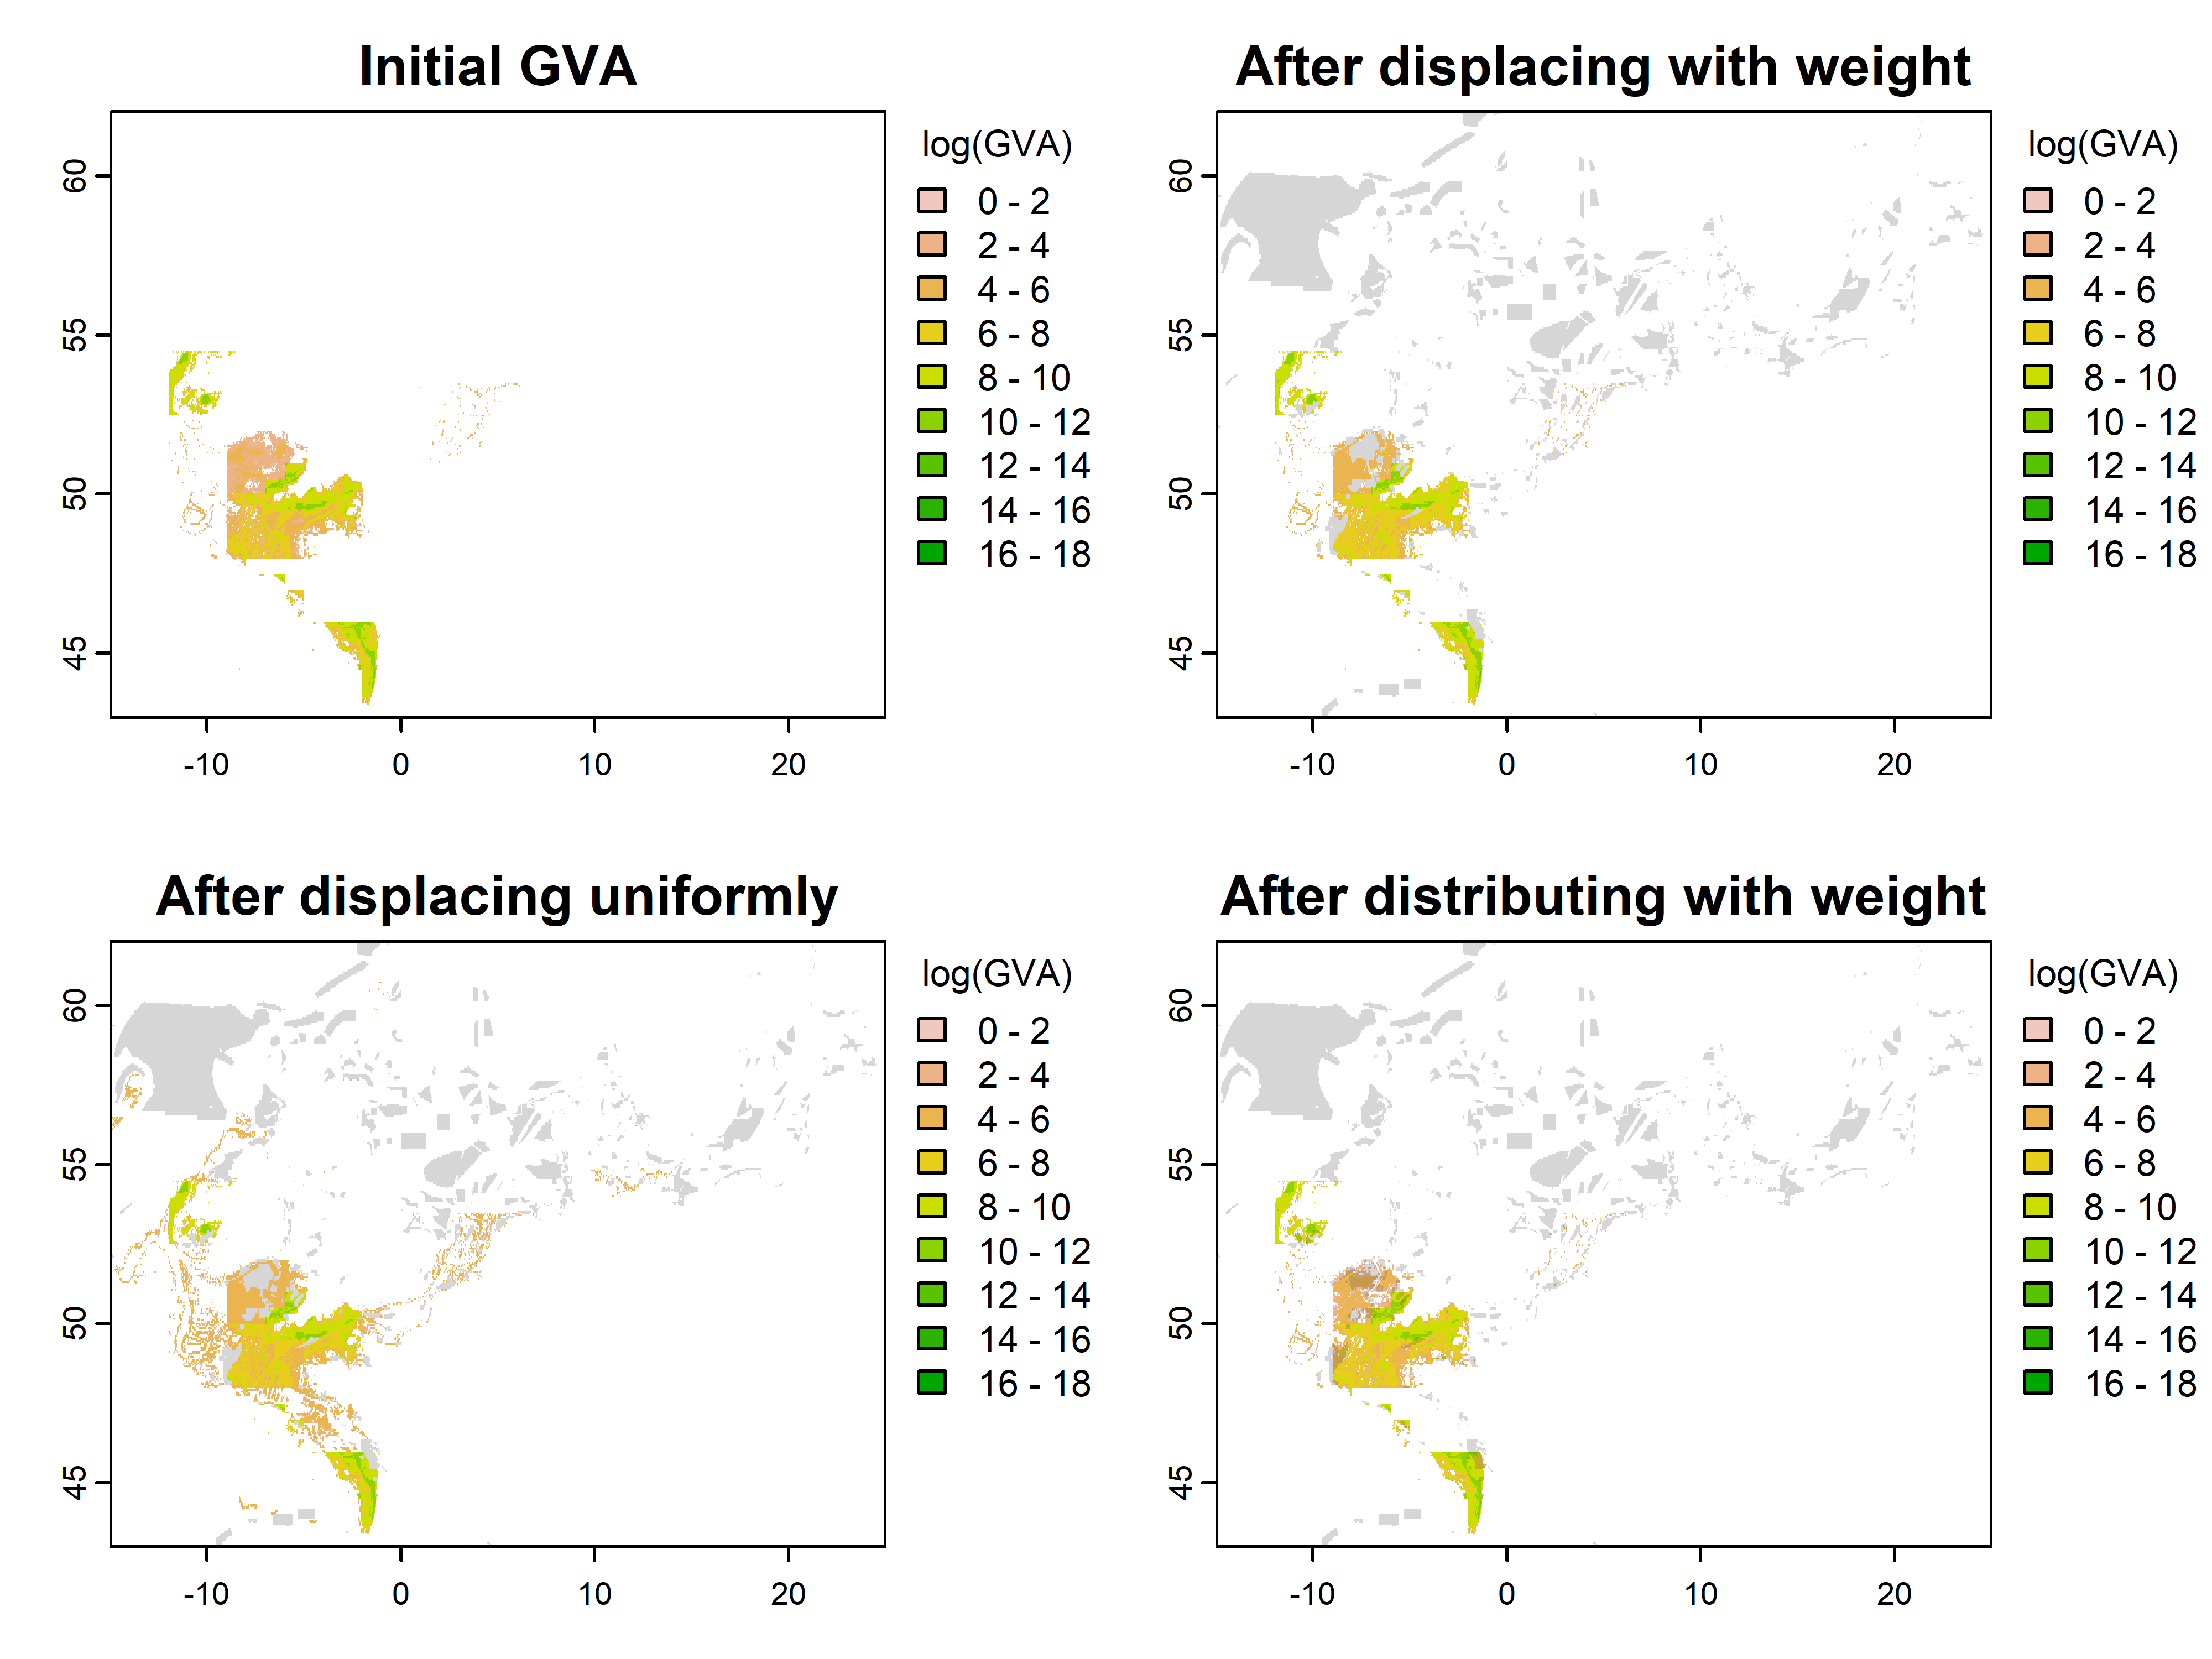 Initial GVA
60
55
50
45
-10
0
10
20
log(GVA)
0 - 2
2 - 4
4 - 6
6 - 8
8 - 10
10 - 12
12 - 14
14 - 16
16 - 18
After displacing with weight
60
55
50
45
-10
0
10
20
log(GVA)
0 - 2
2 - 4
4 - 6
6 - 8
8 - 10
10 - 12
12 - 14
14 - 16
16 - 18
After displacing uniformly
60
55
50
45
-10
0
10
20
log(GVA)
0 - 2
2 - 4
4 - 6
6 - 8
8 - 10
10 - 12
12 - 14
14 - 16
16 - 18
After distributing with weight
60
55
50
45
-10
0
10
20
log(GVA)
0 - 2
2 - 4
4 - 6
6 - 8
8 - 10
10 - 12
12 - 14
14 - 16
16 - 18